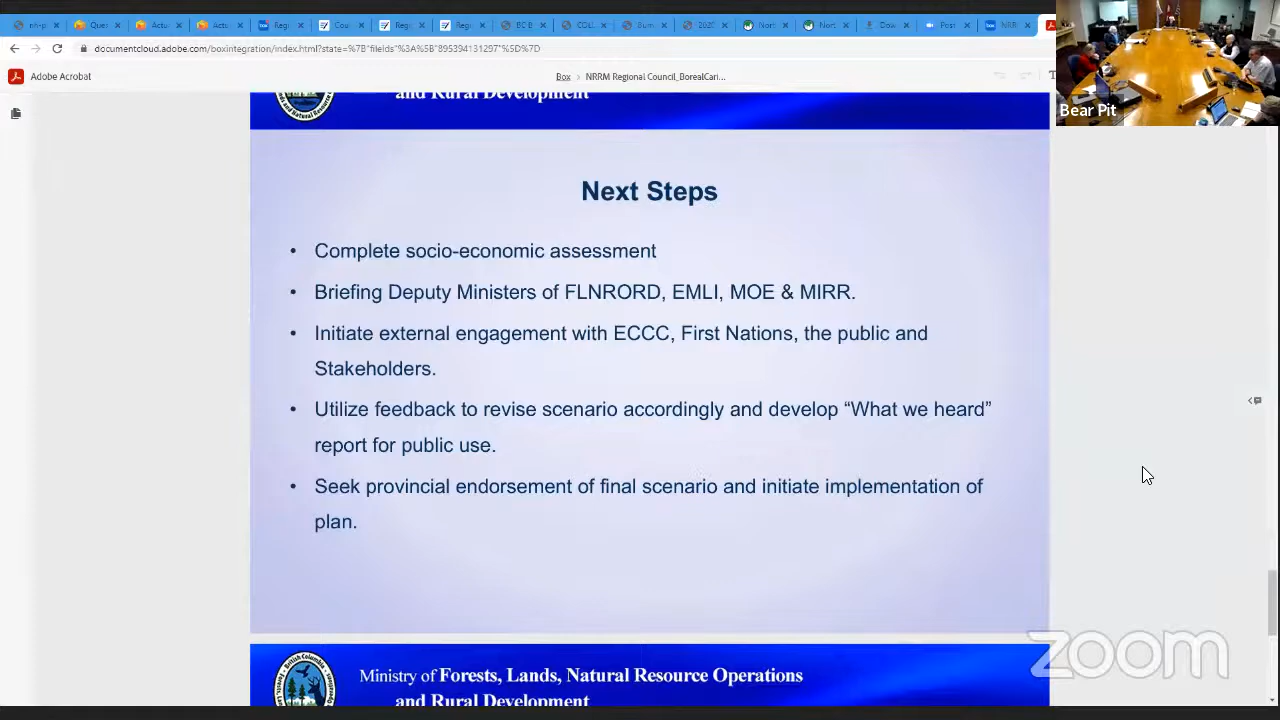 documentcloud.adobe.com/boxintegration/index.html?state=%7B"fields"%3A%5B"895394131297"%5D%7D
Adobe Acrobat
Box > NRRM Regional Council_BorealCari...
Bear Pit
and Rural Development
Next Steps
• Complete socio-economic assessment
• Briefing Deputy Ministers of FLNRORD, EMLI, MOE & MIRR.
• Initiate external engagement with ECCC, First Nations, the public and
Stakeholders.
• Utilize feedback to revise scenario accordingly and develop “What we heard”
report for public use.
• Seek provincial endorsement of final scenario and initiate implementation of
plan.
zoom
Ministry of Forests, Lands, Natural Resource Operations
and Rural Development